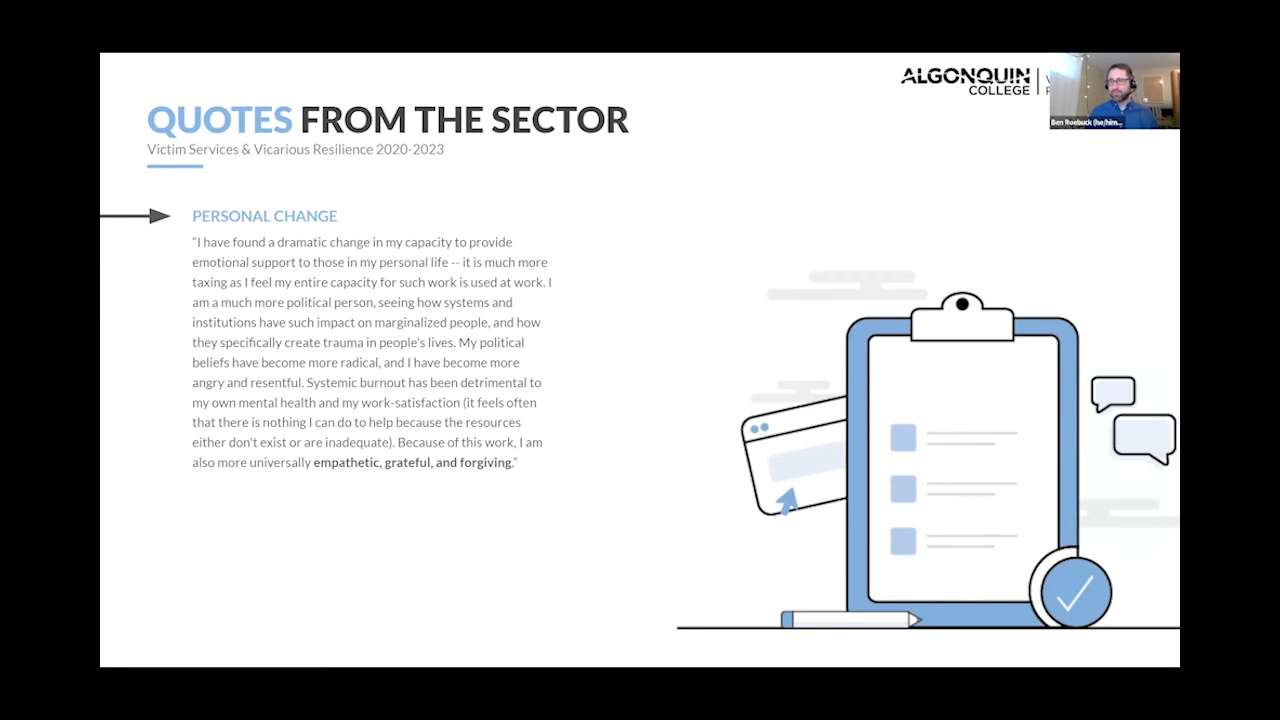 ALGONQUIN
COLLEGE
Ben Roebuck (he/him...
QUOTES FROM THE SECTOR
Victim Services & Vicarious Resilience 2020-2023
PERSONAL CHANGE
“I have found a dramatic change in my capacity to provide
emotional support to those in my personal life -- it is much more
taxing as I feel my entire capacity for such work is used at work. I
am a much more political person, seeing how systems and
institutions have such impact on marginalized people, and how
they specifically create trauma in people's lives. My political
beliefs have become more radical, and I have become more
angry and resentful. Systemic burnout has been detrimental to
my own mental health and my work-satisfaction (it feels often
that there is nothing I can do to help because the resources
either don't exist or are inadequate). Because of this work, I am
also more universally empathetic, grateful, and forgiving.”